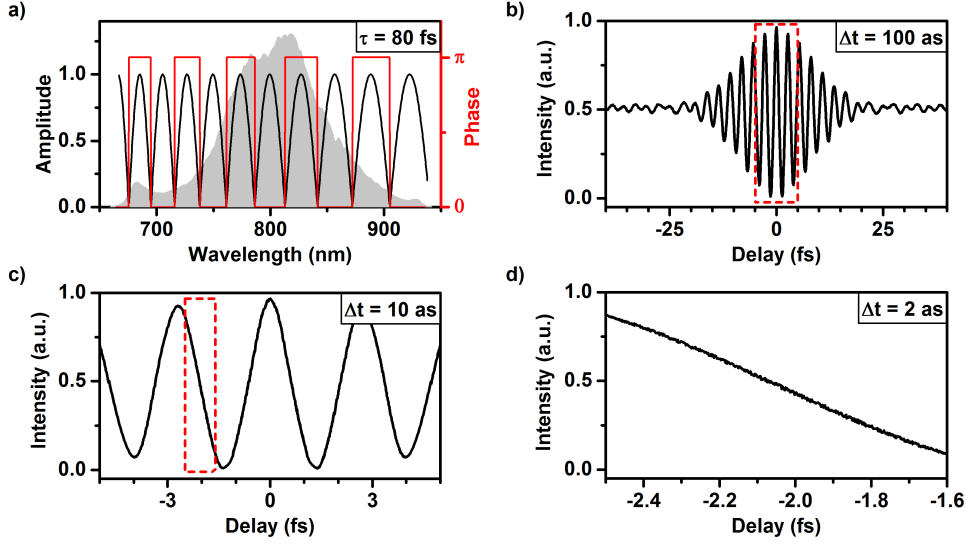 a)
τ = 80 fs
π
1.0
0.5
0.0
0
Amplitude
Phase
700
800
900
Wavelength (nm)
b)
Δt = 100 as
1.0
0.5
0.0
Intensity (a.u.)
-25
0
25
Delay (fs)
c)
Δt = 10 as
1.0
0.5
0.0
Intensity (a.u.)
-3
0
3
Delay (fs)
d)
Δt = 2 as
1.0
0.5
0.0
Intensity (a.u.)
-2.4
-2.2
-2.0
-1.8
-1.6
Delay (fs)